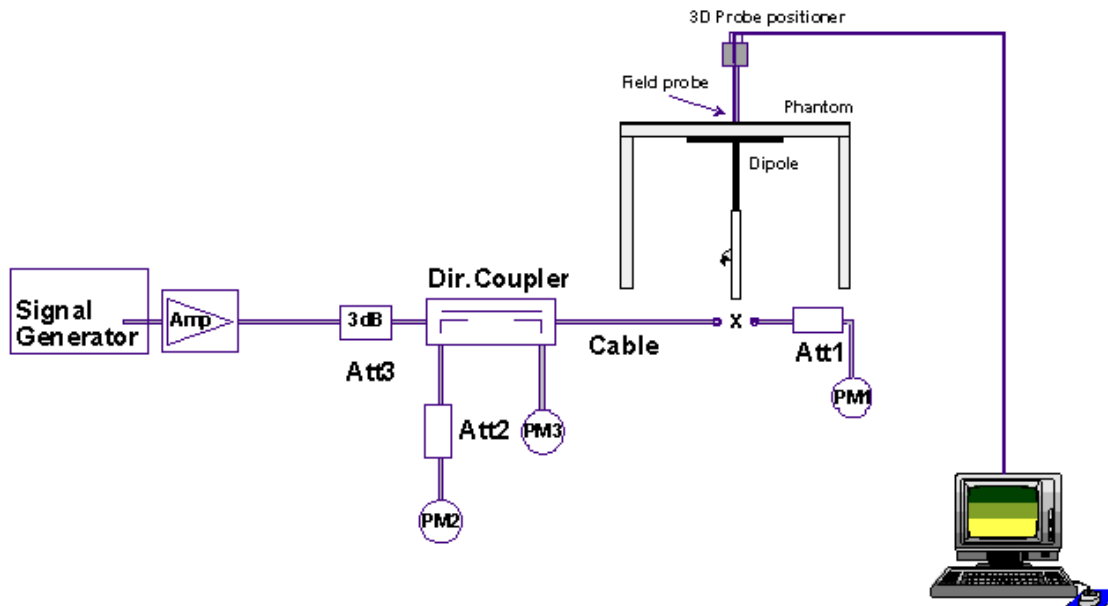 3D Probe positioner
Field probe
Phantom
Dipole
Signal
Generator
Amp
3dB
Att3
Dir.Coupler
Cable
X
Att1
PM1
Att2
PM3
PM2